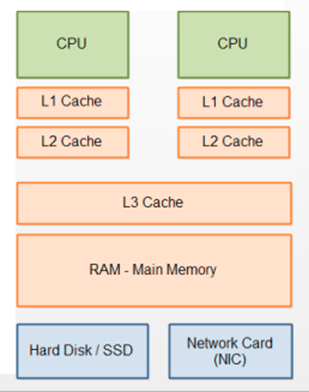 CPU
CPU
L1 Cache
L1 Cache
L2 Cache
L2 Cache
L3 Cache
RAM - Main Memory
Hard Disk / SSD
Network Card
(NIC)